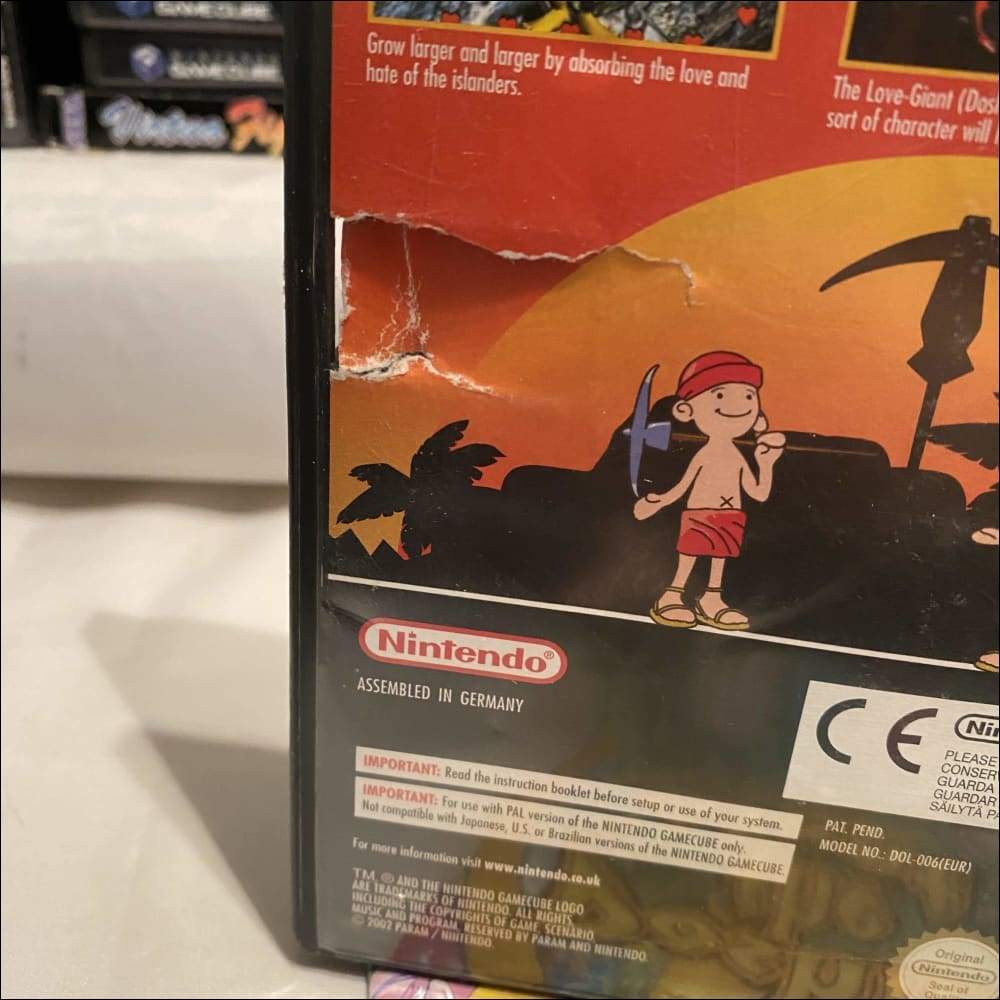 GAMECUBE
GAMECUBE
Grow larger and larger by absorbing the love and
hate of the islanders.
The Love-Giant (Dosh
sort of character will
Nintendo®
ASSEMBLED IN GERMANY
IMPORTANT: Read the instruction booklet before setup or use of your system.
IMPORTANT: For use with PAL version of the NINTENDO GAMECUBE only.
Not compatible with Japanese, U.S. or Brazilian versions of the NINTENDO GAMECUBE.
For more information visit www.nintendo.co.uk
TM, ® AND THE NINTENDO GAMECUBE LOGO
ARE TRADEMARKS OF NINTENDO. ALL RIGHTS,
INCLUDING THE COPYRIGHTS OF GAME, SCENARIO,
MUSIC AND PROGRAM, RESERVED BY PARAM AND NINTENDO.
© 2002 PARAM / NINTENDO.
CE
Nin
PLEASE
CONSER
GUARDA
GUARDAR
SÄILYTÄ PA
PAT. PEND.
MODEL NO.: DOL-006(EUR)
Original
Nintendo
Seal of